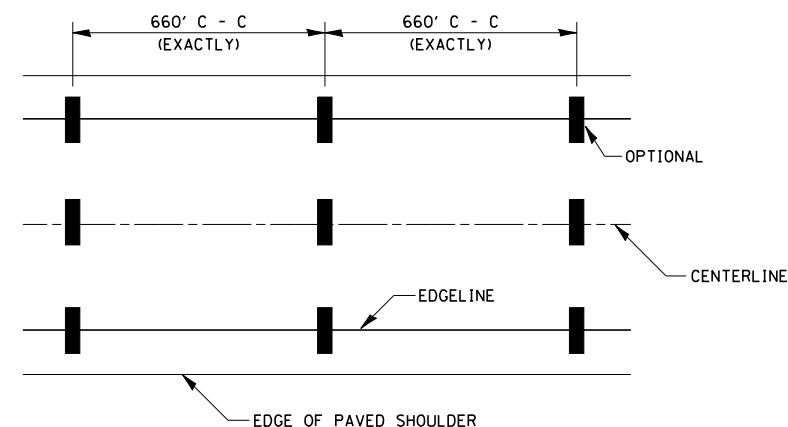 660' C - C
(EXACTLY)
660' C - C
(EXACTLY)
OPTIONAL
CENTERLINE
EDGELINE
EDGE OF PAVED SHOULDER